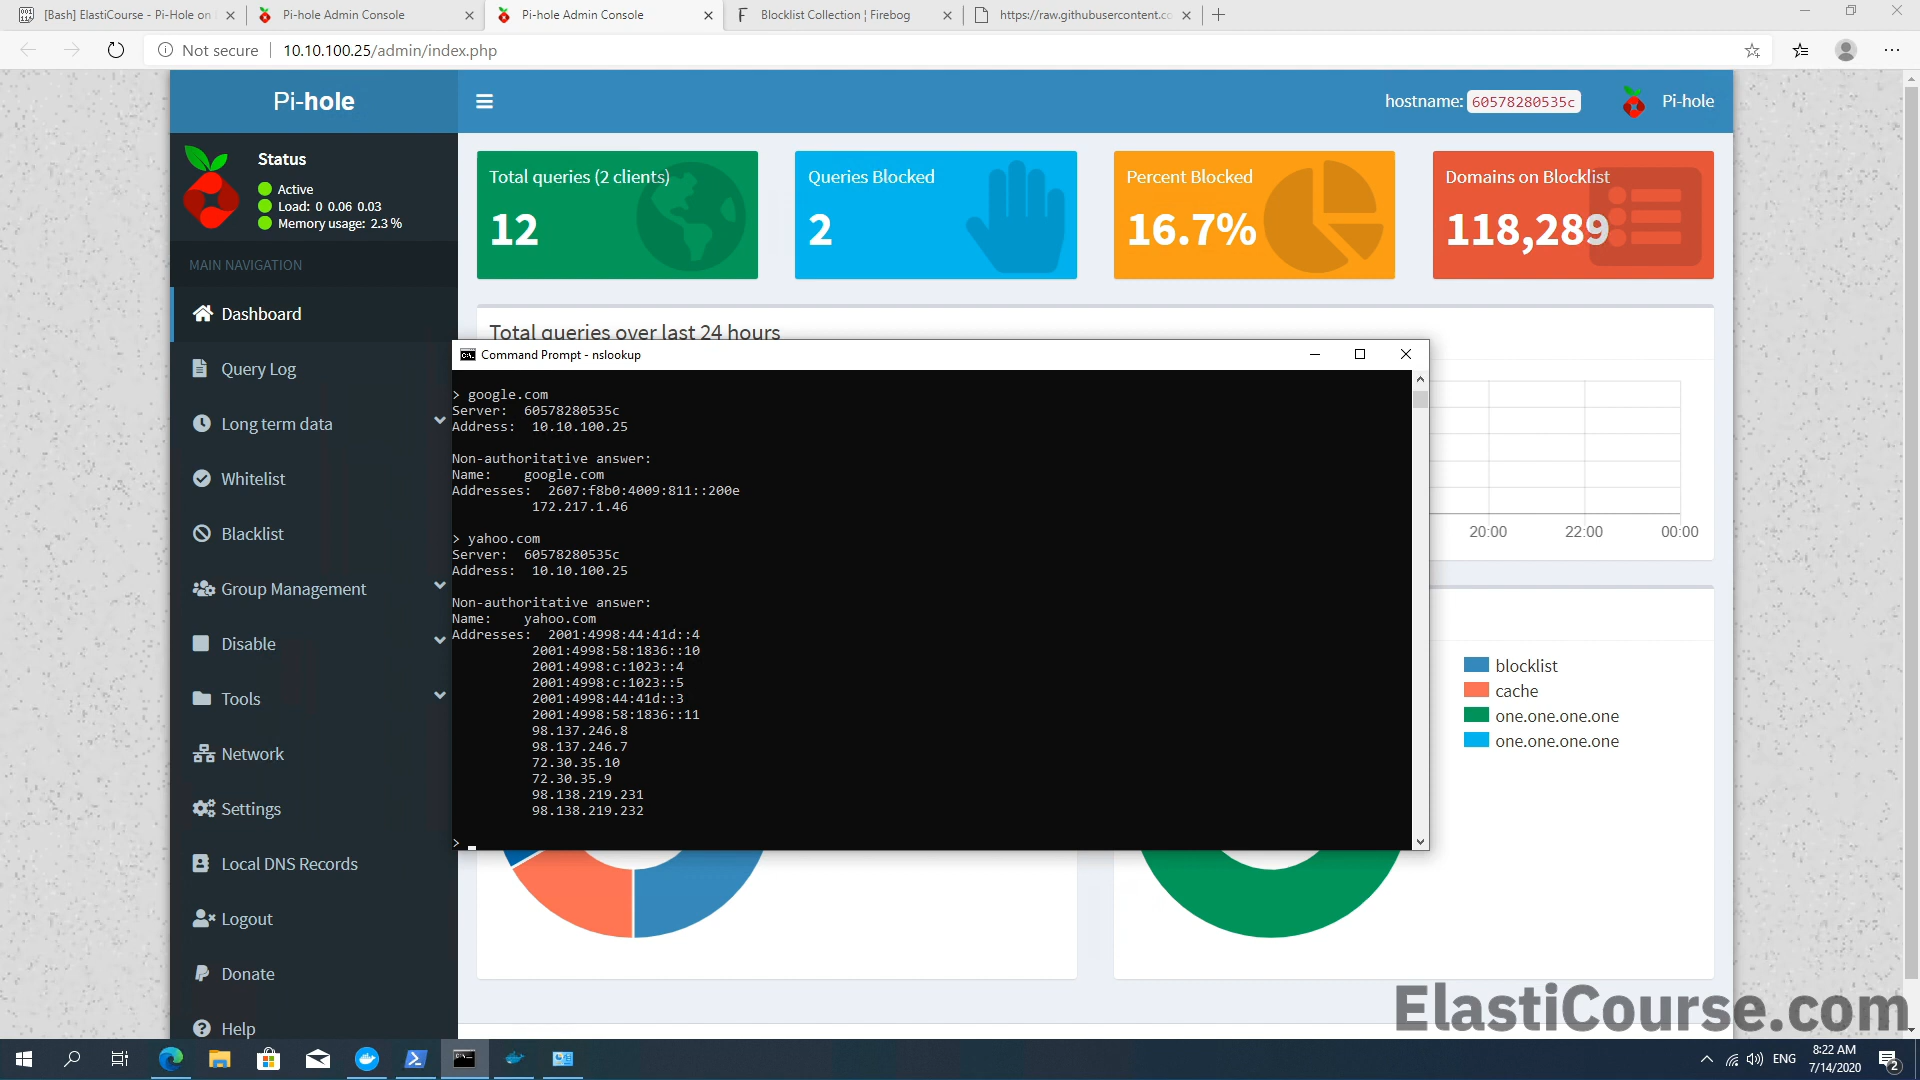 [Bash] ElastiCourse - Pi-Hole on
Pi-hole Admin Console
Pi-hole Admin Console
Blocklist Collection | Firebog
https://raw.githubusercontent.co
Not secure
10.10.100.25/admin/index.php
Pi-hole
hostname: 60578280535c
Pi-hole
Status
Active
Load: 0 0.06 0.03
Memory usage: 2.3 %
MAIN NAVIGATION
Dashboard
Query Log
Long term data
Whitelist
Blacklist
Group Management
Disable
Tools
Network
Settings
Local DNS Records
Logout
Donate
Help
Total queries (2 clients)
12
Queries Blocked
2
Percent Blocked
16.7%
Domains on Blocklist
118,289
Total queries over last 24 hours
20:00
22:00
00:00
Command Prompt - nslookup
> google.com
Server: 60578280535c
Address: 10.10.100.25
Non-authoritative answer:
Name: google.com
Addresses: 2607:f8b0:4009:811::200e
172.217.1.46
> yahoo.com
Server: 60578280535c
Address: 10.10.100.25
Non-authoritative answer:
Name: yahoo.com
Addresses: 2001:4998:44:41d::4
2001:4998:58:1836::10
2001:4998:c:1023::4
2001:4998:c:1023::5
2001:4998:44:41d::3
2001:4998:58:1836::11
98.137.246.8
98.137.246.7
72.30.35.10
72.30.35.9
98.138.219.231
98.138.219.232
>
blocklist
cache
one.one.one.one
one.one.one.one
ElastiCourse.com
ENG
8:22 AM
7/14/2020
2